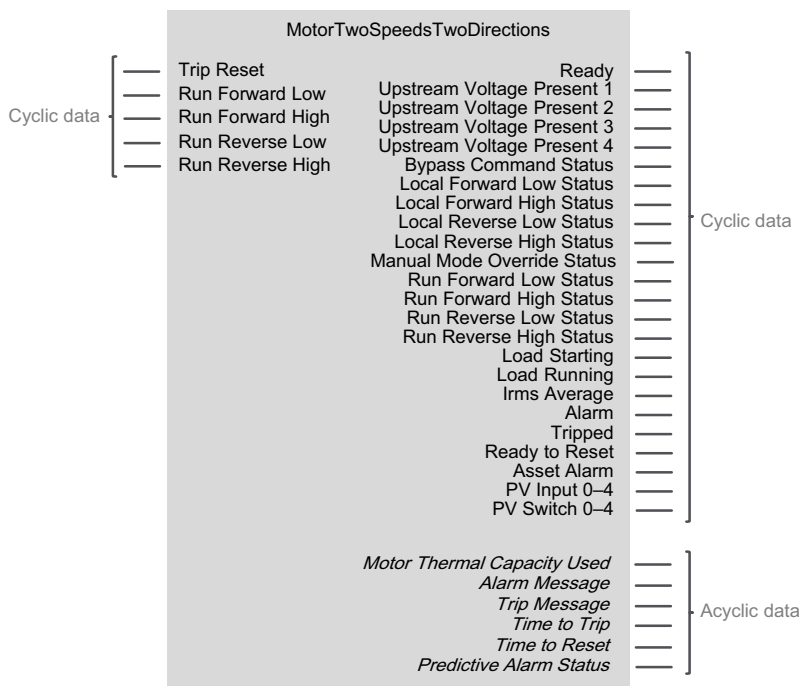 MotorTwoSpeedsTwoDirections
Cyclic data
Trip Reset
Run Forward Low
Run Forward High
Run Reverse Low
Run Reverse High
Ready
Upstream Voltage Present 1
Upstream Voltage Present 2
Upstream Voltage Present 3
Upstream Voltage Present 4
Bypass Command Status
Local Forward Low Status
Local Forward High Status
Local Reverse Low Status
Local Reverse High Status
Manual Mode Override Status
Run Forward Low Status
Run Forward High Status
Run Reverse Low Status
Run Reverse High Status
Load Starting
Load Running
Irms Average
Alarm
Tripped
Ready to Reset
Asset Alarm
PV Input 0–4
PV Switch 0–4
Cyclic data
Motor Thermal Capacity Used
Alarm Message
Trip Message
Time to Trip
Time to Reset
Predictive Alarm Status
Acyclic data